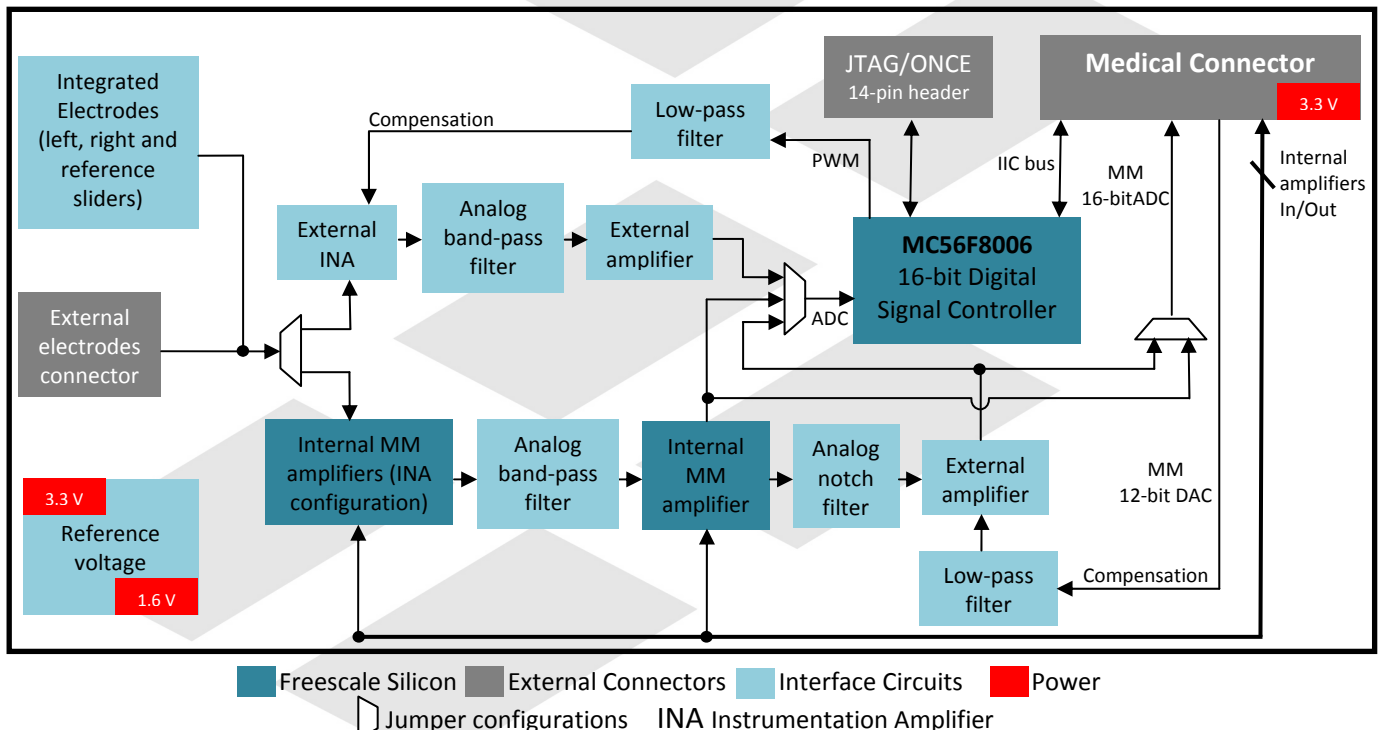 Integrated
Electrodes
(left, right and
reference
sliders)
External
electrodes
connector
3.3 V
Reference
voltage
1.6 V
Compensation
Low-pass
filter
PWM
JTAG/ONCE
14-pin header
IIC bus
Medical Connector
3.3 V
MM
16-bitADC
Internal
amplifiers
In/Out
External
INA
Analog
band-pass
filter
External
amplifier
ADC
MC56F8006
16-bit Digital
Signal Controller
Internal MM
amplifiers (INA
configuration)
Analog
band-pass
filter
Internal
MM
amplifier
Analog
notch
filter
External
amplifier
MM
12-bit DAC
Low-pass
filter
Compensation
Freescale Silicon
External Connectors
Interface Circuits
Power
Jumper configurations
INA Instrumentation Amplifier